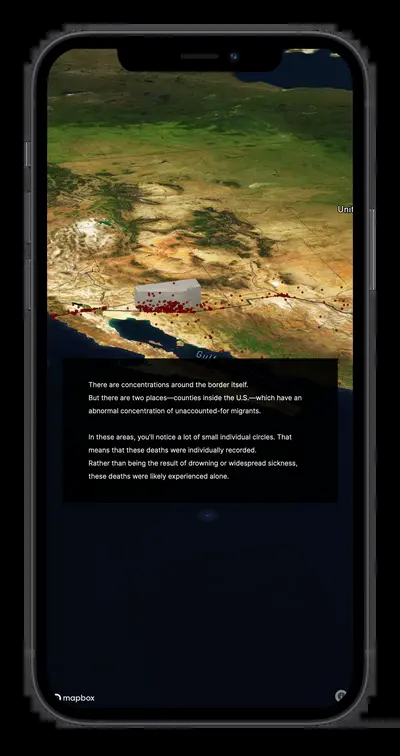 Unit
Gulf
There are concentrations around the border itself.
But there are two places—counties inside the U.S.—which have an
abnormal concentration of unaccounted-for migrants.
In these areas, you'll notice a lot of small individual circles. That
means that these deaths were individually recorded.
Rather than being the result of drowning or widespread sickness,
these deaths were likely experienced alone.
mapbox